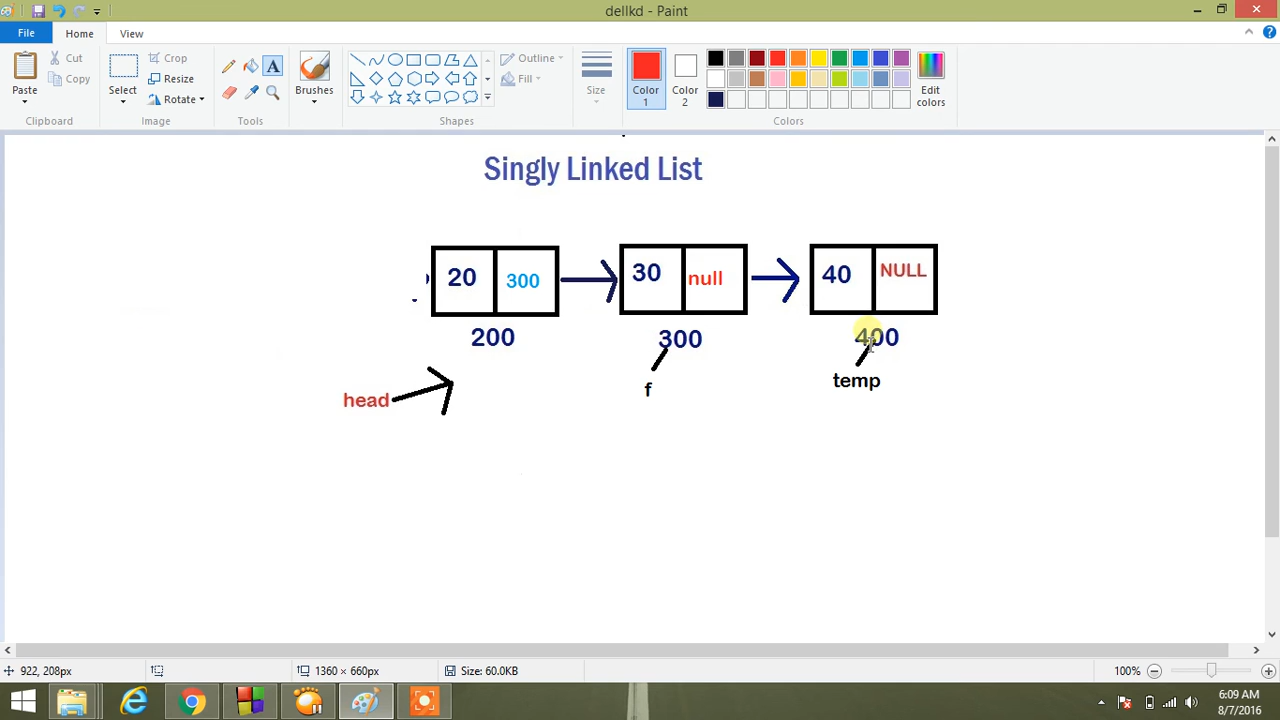 dellkd - Paint
File Home View
Paste
Cut
Copy
Clipboard
Select
Crop
Resize
Rotate
Image
A
Tools
Brushes
Outline
Fill
Shapes
Size
Color 1
Color 2
Edit colors
Colors
Singly Linked List
20 300
30 null
40 NULL
200
300
400
head
f
temp
922, 208px
1360 × 660px
Size: 60.0KB
100%
6:09 AM
8/7/2016